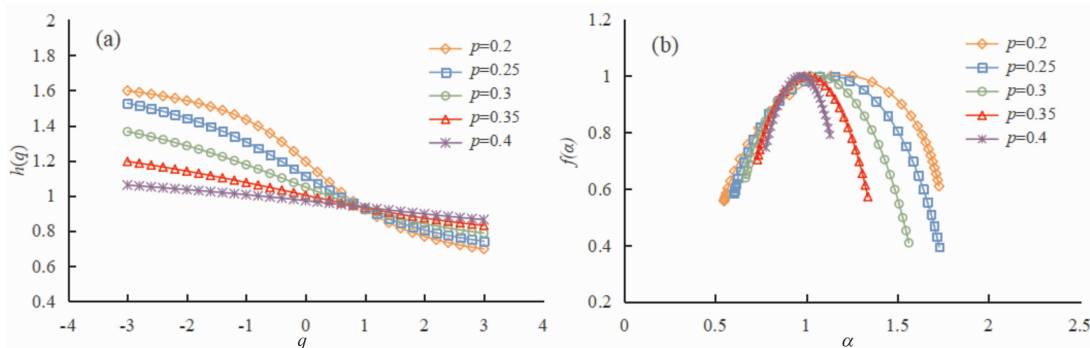 (a)
h(q)
2
1.8
1.6
1.4
1.2
1
0.8
0.6
0.4
-4 -3 -2 -1 0 1 2 3 4
q
p=0.2
p=0.25
p=0.3
p=0.35
p=0.4
(b)
f(α)
1.2
1
0.8
0.6
0.4
0.2
0 0.5 1 1.5 2 2.5
α
p=0.2
p=0.25
p=0.3
p=0.35
p=0.4